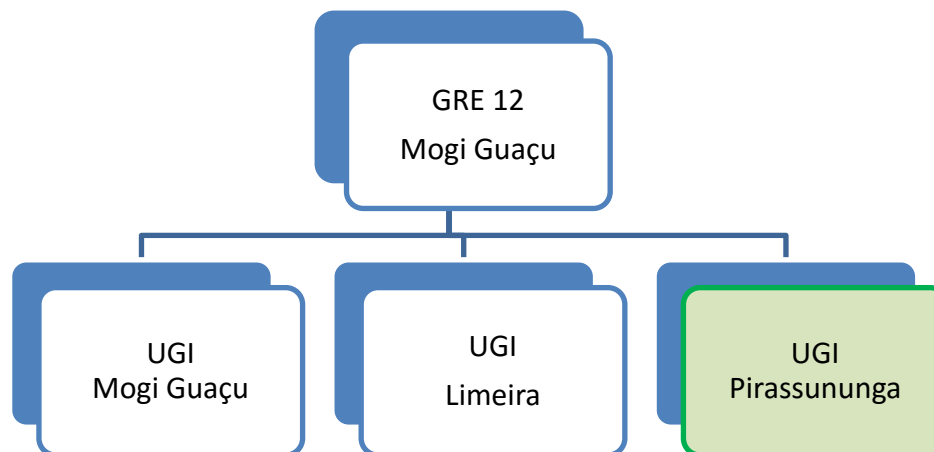 GRE 12
Mogi Guaçu
UGI
Mogi Guaçu
UGI
Limeira
UGI
Pirassununga